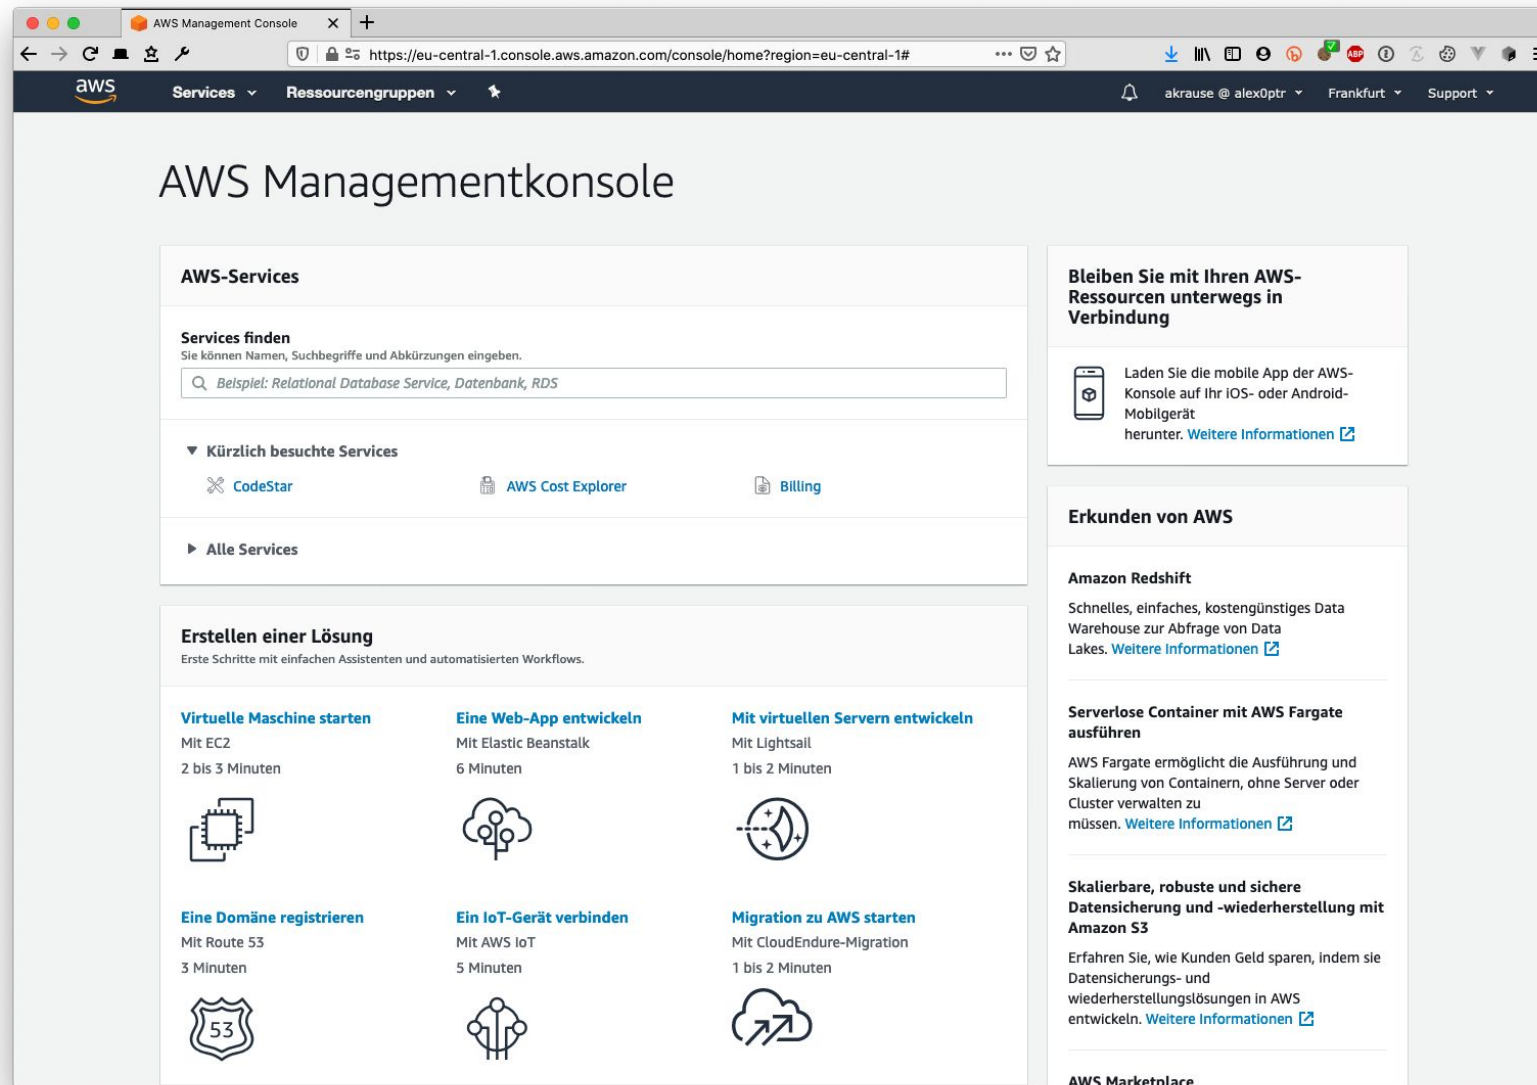 AWS Management Console
https://eu-central-1.console.aws.amazon.com/console/home?region=eu-central-1#
ABP
aws
Services
Ressourcengruppen
akrause @ alex0ptr
Frankfurt
Support
AWS Managementkonsole
AWS-Services
Services finden
Sie können Namen, Suchbegriffe und Abkürzungen eingeben.
Beispiel: Relational Database Service, Datenbank, RDS
Kürzlich besuchte Services
CodeStar
AWS Cost Explorer
Billing
Alle Services
Erstellen einer Lösung
Erste Schritte mit einfachen Assistenten und automatisierten Workflows.
Virtuelle Maschine starten
Mit EC2
2 bis 3 Minuten
Eine Web-App entwickeln
Mit Elastic Beanstalk
6 Minuten
Mit virtuellen Servern entwickeln
Mit Lightsail
1 bis 2 Minuten
Eine Domäne registrieren
Mit Route 53
3 Minuten
53
Ein IoT-Gerät verbinden
Mit AWS IoT
5 Minuten
Migration zu AWS starten
Mit CloudEndure-Migration
1 bis 2 Minuten
Bleiben Sie mit Ihren AWS-
Ressourcen unterwegs in
Verbindung
Laden Sie die mobile App der AWS-
Konsole auf Ihr iOS- oder Android-
Mobilgerät
herunter. Weitere Informationen
Erkunden von AWS
Amazon Redshift
Schnelles, einfaches, kostengünstiges Data
Warehouse zur Abfrage von Data
Lakes. Weitere Informationen
Serverlose Container mit AWS Fargate
ausführen
AWS Fargate ermöglicht die Ausführung und
Skalierung von Containern, ohne Server oder
Cluster verwalten zu
müssen. Weitere Informationen
Skalierbare, robuste und sichere
Datensicherung und -wiederherstellung mit
Amazon S3
Erfahren Sie, wie Kunden Geld sparen, indem sie
Datensicherungs- und
wiederherstellungslösungen in AWS
entwickeln. Weitere Informationen
AWS Marketplace